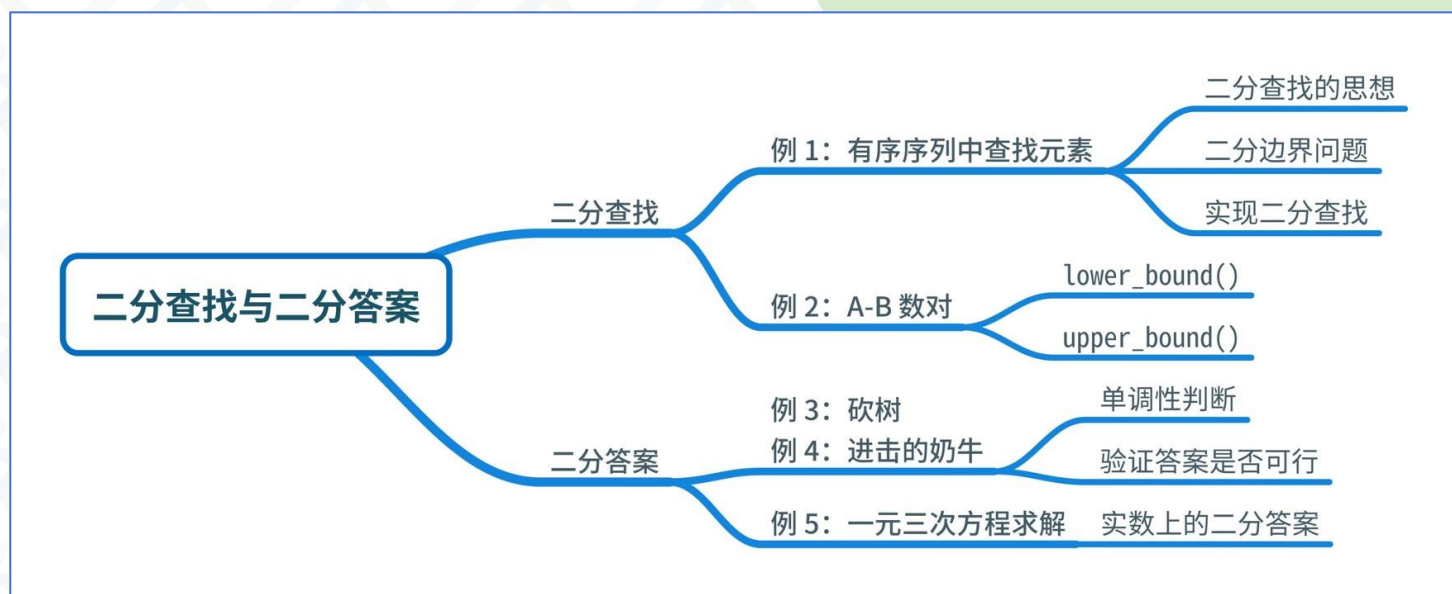 二分查找与二分答案
二分查找
例 1：有序序列中查找元素
二分查找的思想
二分边界问题
实现二分查找
例 2：A-B 数对
lower_bound()
upper_bound()
二分答案
例 3：砍树
例 4：进击的奶牛
单调性判断
验证答案是否可行
例 5：一元三次方程求解
实数上的二分答案